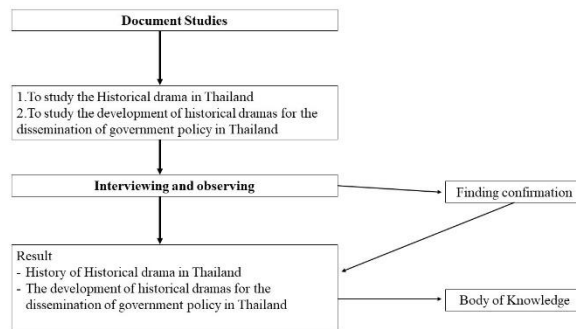 Document Studies
1.To study the Historical drama in Thailand
2.To study the development of historical dramas for the
dissemination of government policy in Thailand
Interviewing and observing
Finding confirmation
Result
- History of Historical drama in Thailand
- The development of historical dramas for the
dissemination of government policy in Thailand
Body of Knowledge